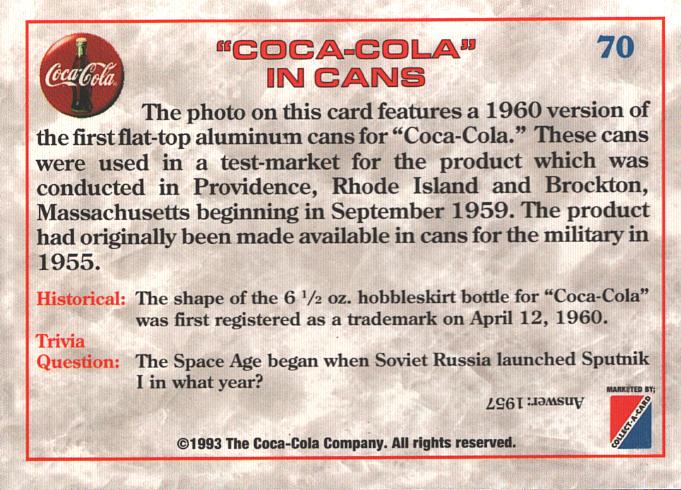 Coca-Cola
"COCA-COLA"
IN CANS
70
The photo on this card features a 1960 version of
the first flat-top aluminum cans for "Coca-Cola." These cans
were used in a test-market for the product which was
conducted in Providence, Rhode Island and Brockton,
Massachusetts beginning in September 1959. The product
had originally been made available in cans for the military in
1955.
Historical: The shape of the 6 1/2 oz. hobbleskirt bottle for "Coca-Cola"
was first registered as a trademark on April 12, 1960.
Trivia
Question: The Space Age began when Soviet Russia launched Sputnik
I in what year?
Answer: 1957
MARKETED BY;
COLLECT-A-CARD
©1993 The Coca-Cola Company. All rights reserved.